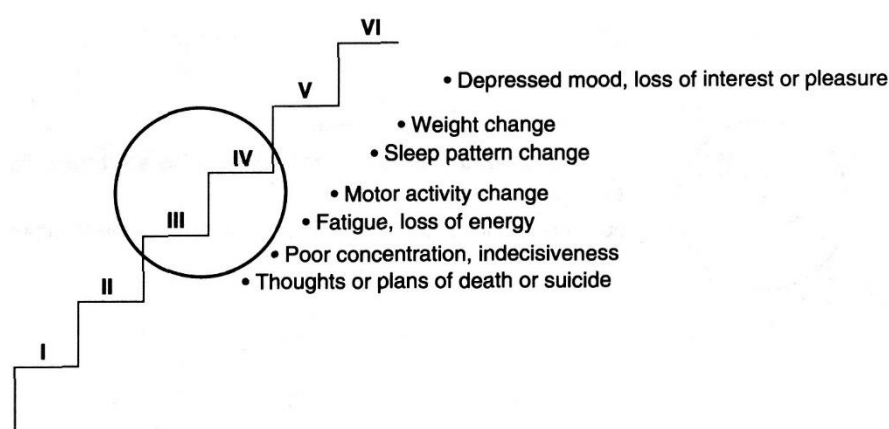 VI
• Depressed mood, loss of interest or pleasure
V
• Weight change
IV
• Sleep pattern change
• Motor activity change
III
• Fatigue, loss of energy
• Poor concentration, indecisiveness
II
• Thoughts or plans of death or suicide
I